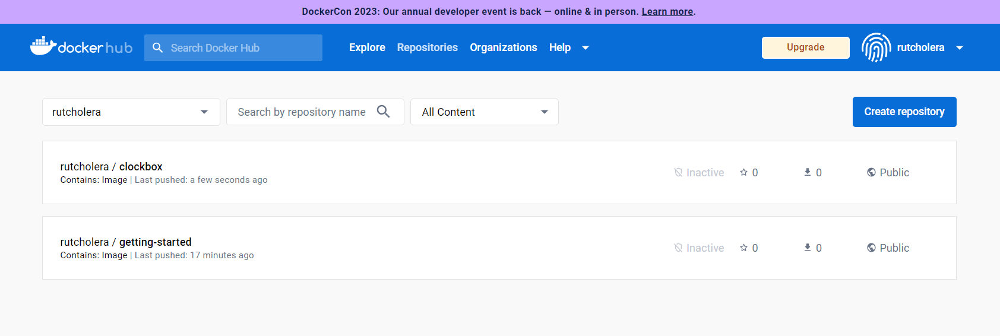 DockerCon 2023: Our annual developer event is back — online & in person. Learn more.
docker hub Search Docker Hub Explore Repositories Organizations Help Upgrade rutcholera
rutcholera Search by repository name All Content Create repository
rutcholera / clockbox
Contains: Image | Last pushed: a few seconds ago
Inactive 0 0 Public
rutcholera / getting-started
Contains: Image | Last pushed: 17 minutes ago
Inactive 0 0 Public